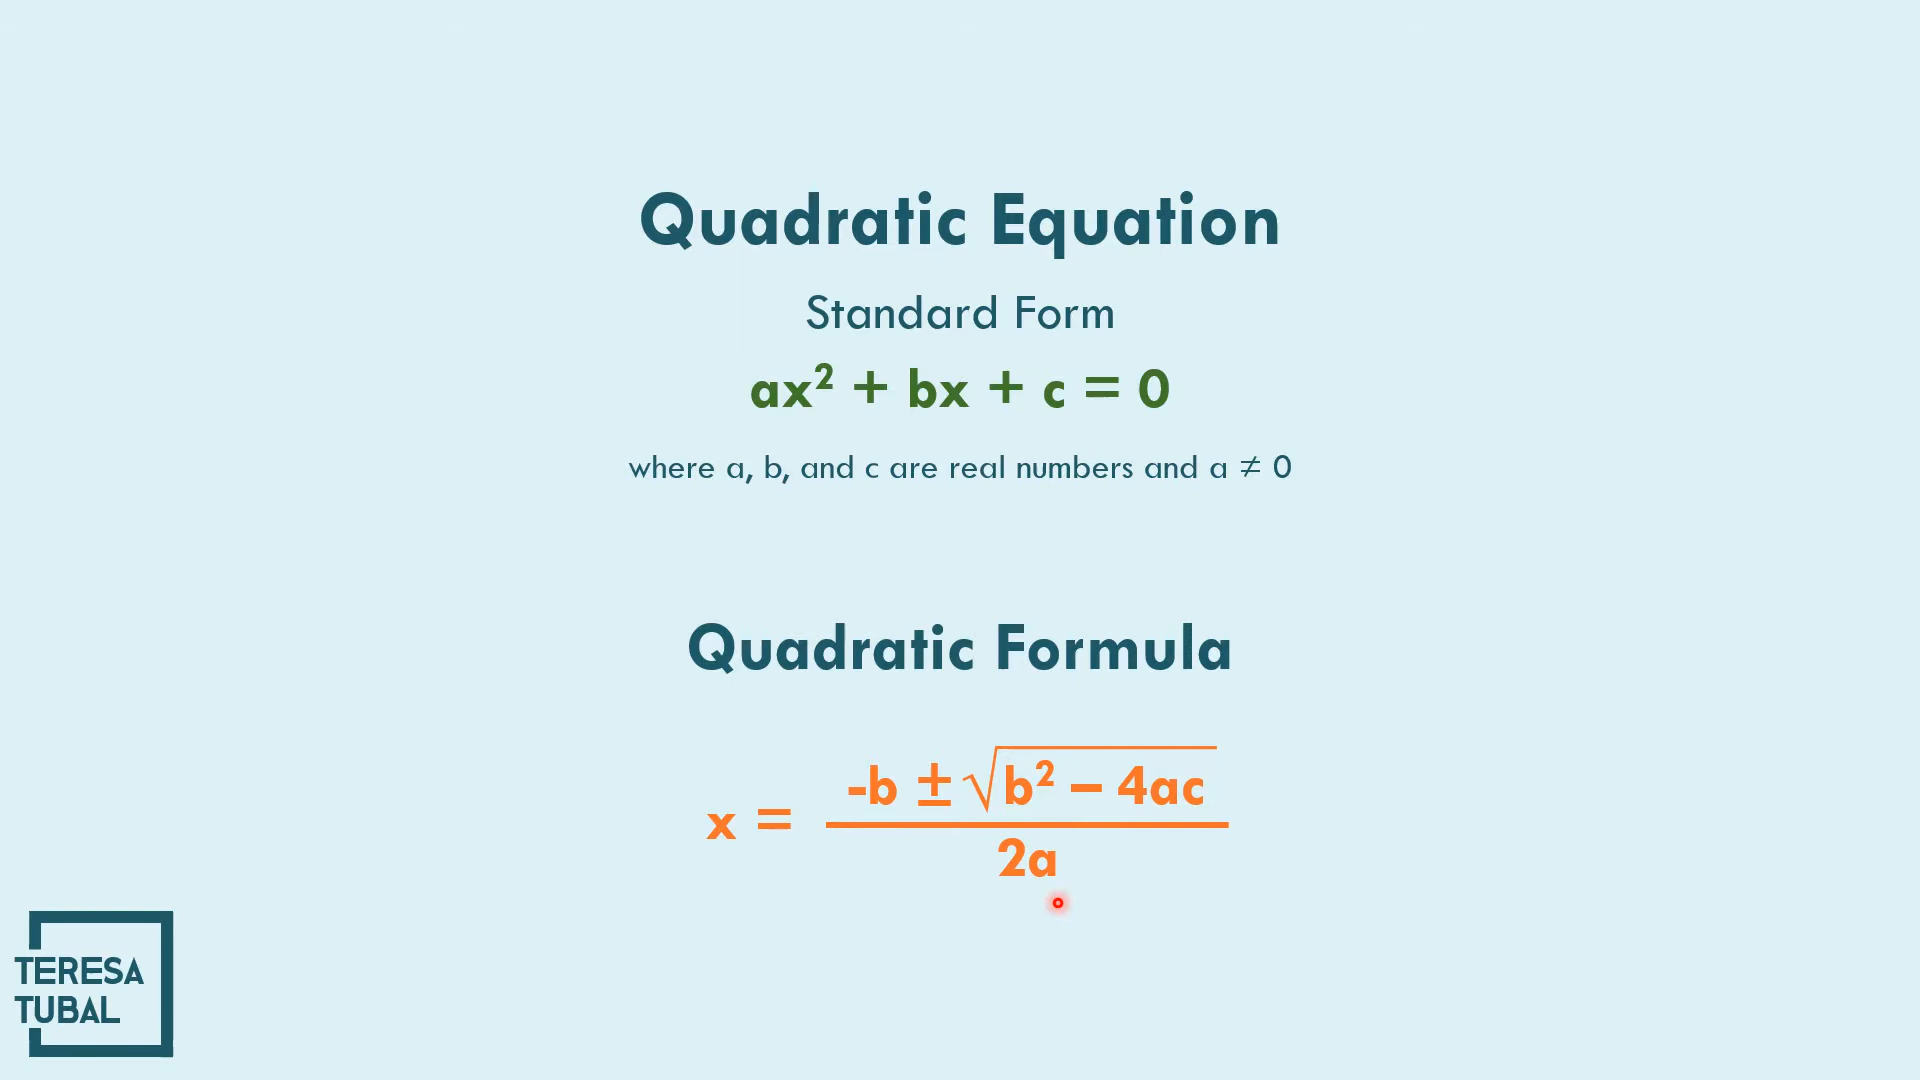 Quadratic Equation
Standard Form
ax² + bx + c = 0
where a, b, and c are real numbers and a ≠ 0
Quadratic Formula
x = -b ± √b² – 4ac
2a
TERESA
TUBAL